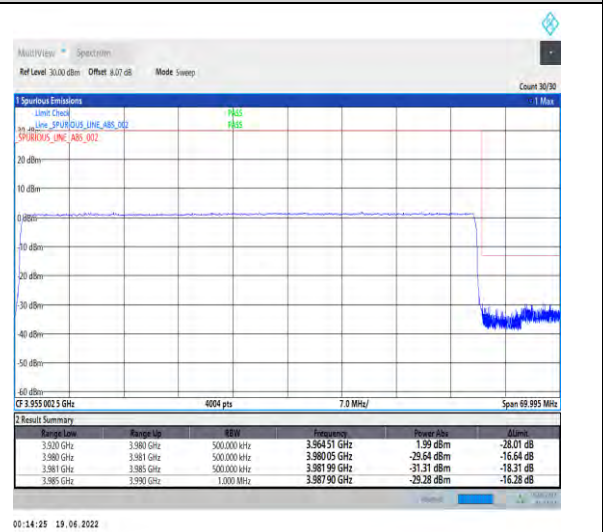 MultiView Spectrum
Ref Level 30.00 dBm Offset 8.07 dB Mode Sweep
Count 30/30
1 Spurious Emissions 1 Max
Limit Check PASS
Line _SPURIOUS_LINE_ABS_002 PASS
SPURIOUS_LINE_ABS_002
20 dBm
10 dBm
0 dBm
-10 dBm
-20 dBm
-30 dBm
-40 dBm
-50 dBm
-60 dBm
CF 3.9550025 GHz 4004 pts 7.0 MHz/ Span 69.995 MHz
2 Result Summary
Range Low Range Up RBW Frequency Power Abs ΔLimit
3.920 GHz 3.980 GHz 500.000 kHz 3.96451 GHz 1.99 dBm -28.01 dB
3.980 GHz 3.981 GHz 500.000 kHz 3.98005 GHz -29.64 dBm -16.64 dB
3.981 GHz 3.985 GHz 500.000 kHz 3.98199 GHz -31.31 dBm -18.31 dB
3.985 GHz 3.990 GHz 1.000 MHz 3.98790 GHz -29.28 dBm -16.28 dB
00:14:25 19.06.2022